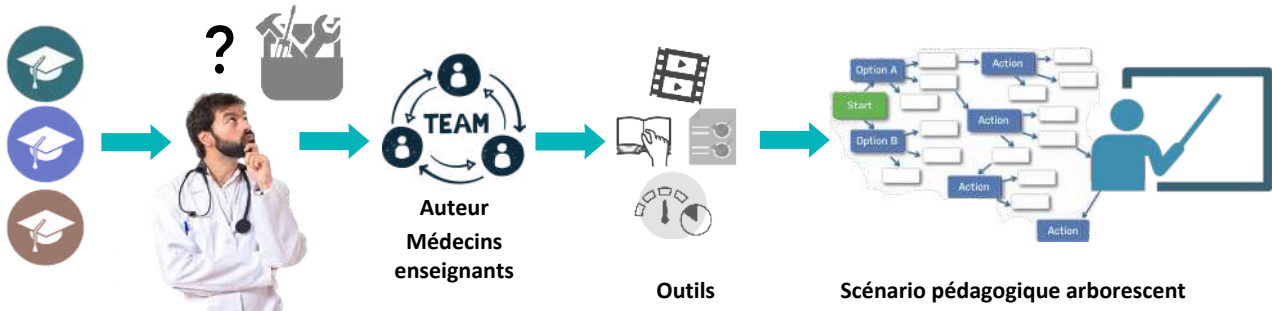 ?
TEAM
Auteur
Médecins
enseignants
Outils
Option A
Action
Start
Action
Option B
Action
Action
Scénario pédagogique arborescent